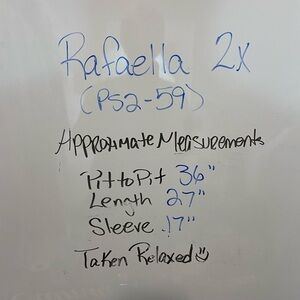 Rafaella 2X
(PS2-59)
Approximate Measurements
Pit to Pit 36"
Length 27"
Sleeve 17"
Taken Relaxed